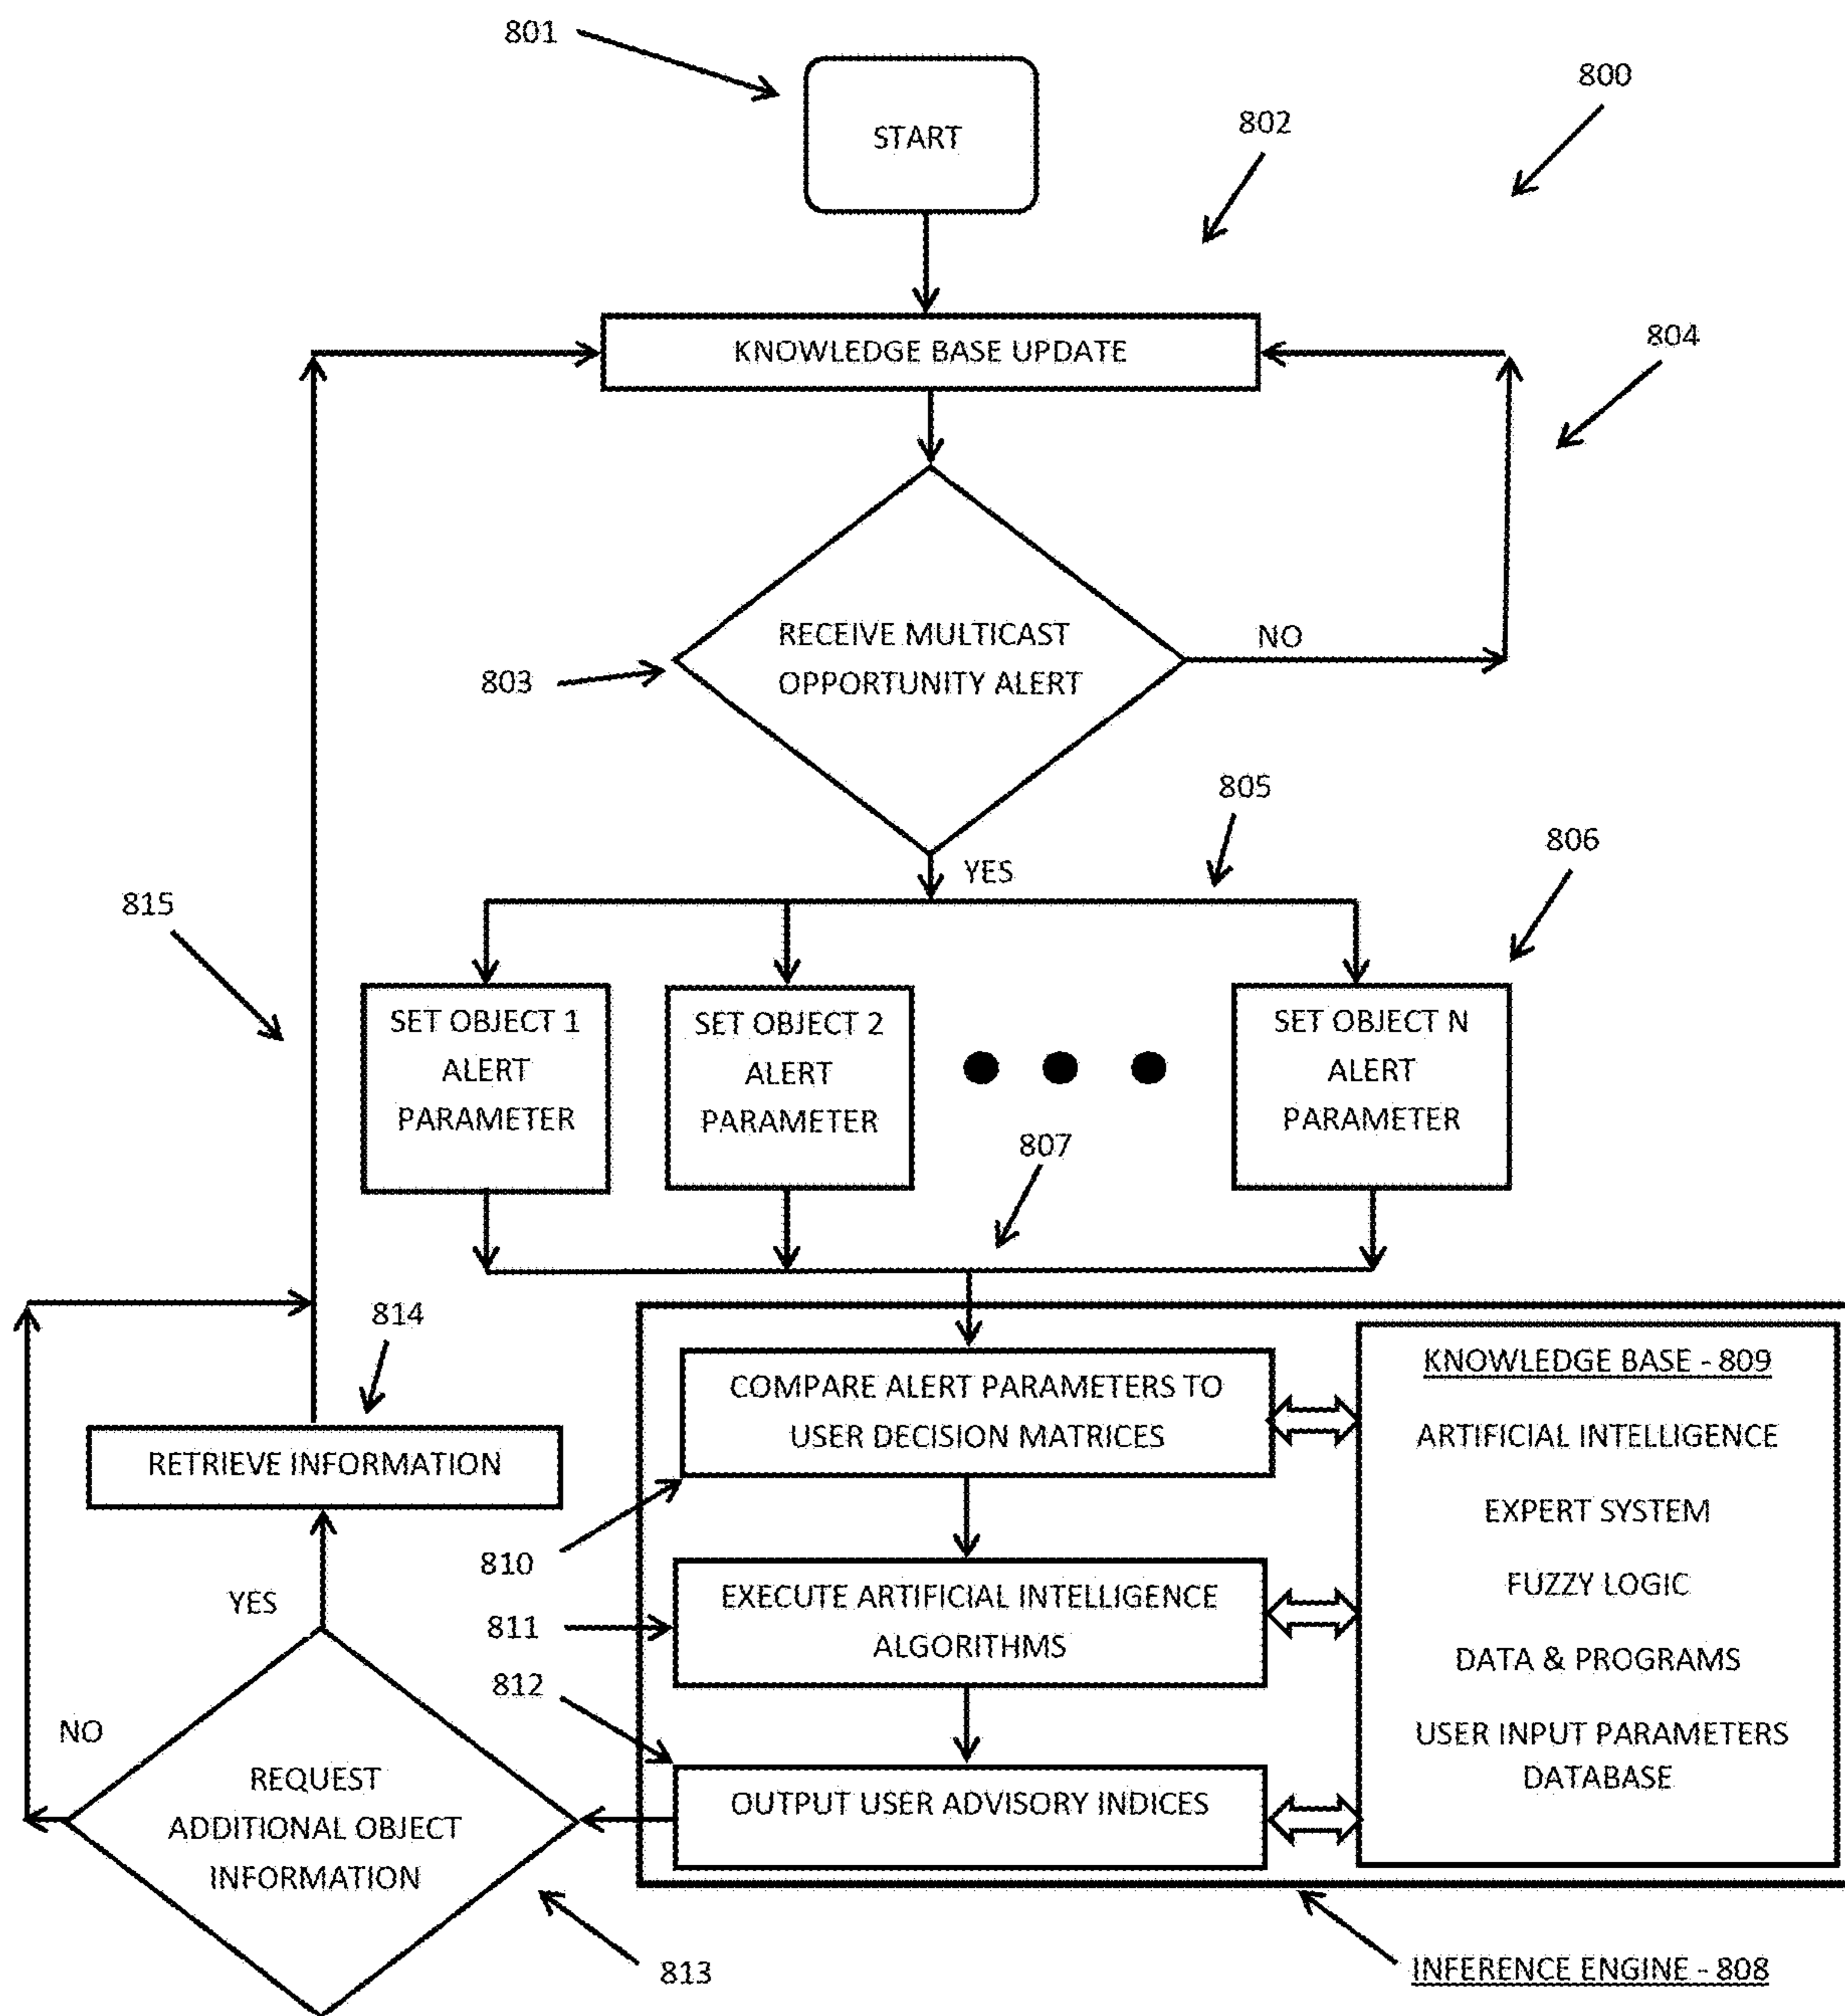 801
800
START
802
KNOWLEDGE BASE UPDATE
804
RECEIVE MULTICAST
OPPORTUNITY ALERT
NO
803
YES
805
806
815
SET OBJECT 1
ALERT
PARAMETER
SET OBJECT 2
ALERT
PARAMETER
SET OBJECT N
ALERT
PARAMETER
807
814
RETRIEVE INFORMATION
COMPARE ALERT PARAMETERS TO
USER DECISION MATRICES
810
EXECUTE ARTIFICIAL INTELLIGENCE
ALGORITHMS
811
812
OUTPUT USER ADVISORY INDICES
KNOWLEDGE BASE - 809
ARTIFICIAL INTELLIGENCE
EXPERT SYSTEM
FUZZY LOGIC
DATA & PROGRAMS
USER INPUT PARAMETERS
DATABASE
YES
NO
REQUEST
ADDITIONAL OBJECT
INFORMATION
813
INFERENCE ENGINE - 808